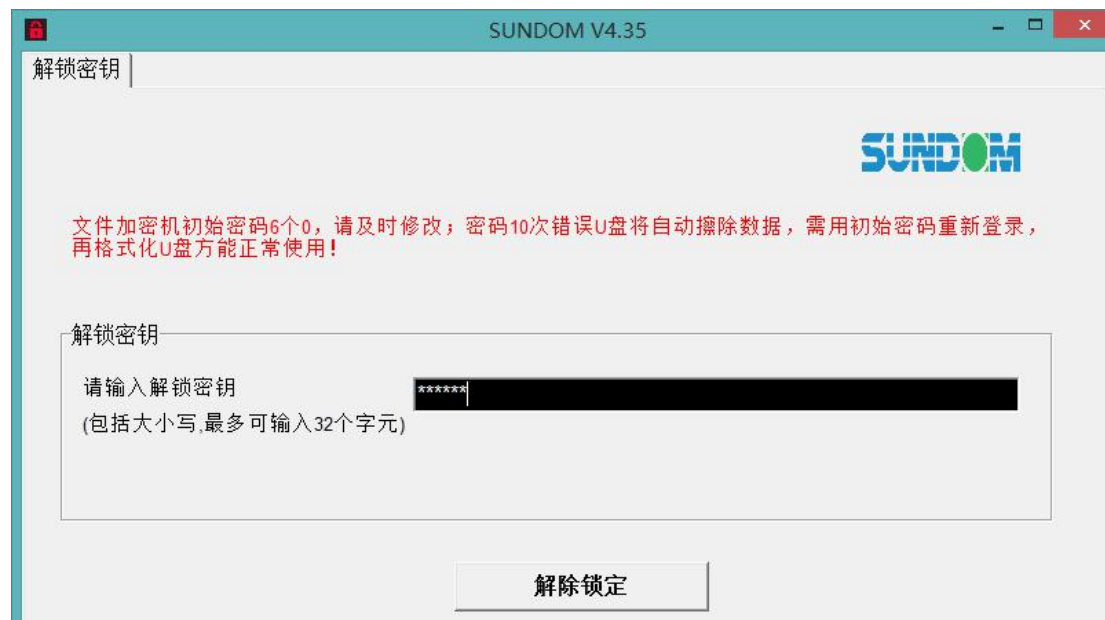 SUNDOM V4.35
解锁密钥
SUNDOM
文件加密机初始密码6个0，请及时修改；密码10次错误U盘将自动擦除数据，需用初始密码重新登录，
再格式化U盘方能正常使用！
解锁密钥
请输入解锁密钥
******
(包括大小写,最多可输入32个字元)
解除锁定